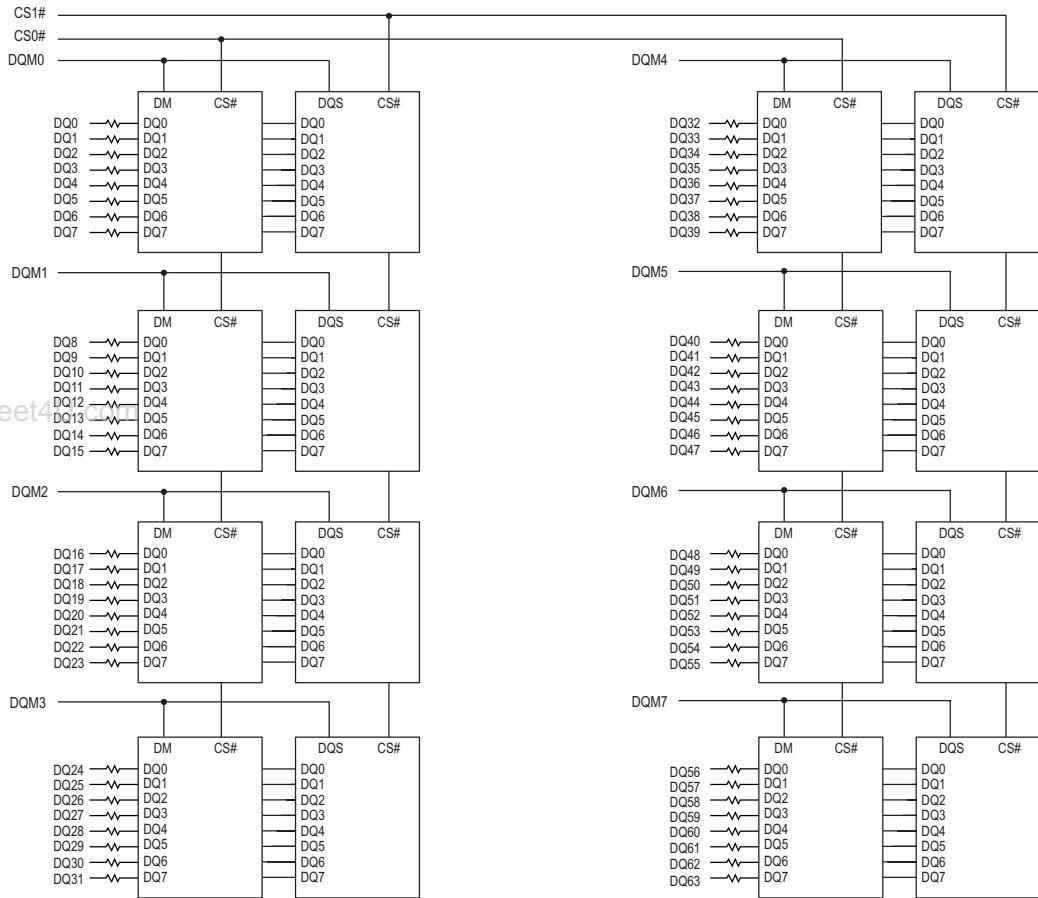 CS1#
CS0#
DQM0
DM CS# DQS CS#
DQ0 DQ0 DQ0
DQ1 DQ1 DQ1
DQ2 DQ2 DQ2
DQ3 DQ3 DQ3
DQ4 DQ4 DQ4
DQ5 DQ5 DQ5
DQ6 DQ6 DQ6
DQ7 DQ7 DQ7
DQM1
DM CS# DQS CS#
DQ8 DQ0 DQ0
DQ9 DQ1 DQ1
DQ10 DQ2 DQ2
DQ11 DQ3 DQ3
DQ12 DQ4 DQ4
DQ13 DQ5 DQ5
DQ14 DQ6 DQ6
DQ15 DQ7 DQ7
DQM2
DM CS# DQS CS#
DQ16 DQ0 DQ0
DQ17 DQ1 DQ1
DQ18 DQ2 DQ2
DQ19 DQ3 DQ3
DQ20 DQ4 DQ4
DQ21 DQ5 DQ5
DQ22 DQ6 DQ6
DQ23 DQ7 DQ7
DQM3
DM CS# DQS CS#
DQ24 DQ0 DQ0
DQ25 DQ1 DQ1
DQ26 DQ2 DQ2
DQ27 DQ3 DQ3
DQ28 DQ4 DQ4
DQ29 DQ5 DQ5
DQ30 DQ6 DQ6
DQ31 DQ7 DQ7
DQM4
DM CS# DQS CS#
DQ32 DQ0 DQ0
DQ33 DQ1 DQ1
DQ34 DQ2 DQ2
DQ35 DQ3 DQ3
DQ36 DQ4 DQ4
DQ37 DQ5 DQ5
DQ38 DQ6 DQ6
DQ39 DQ7 DQ7
DQM5
DM CS# DQS CS#
DQ40 DQ0 DQ0
DQ41 DQ1 DQ1
DQ42 DQ2 DQ2
DQ43 DQ3 DQ3
DQ44 DQ4 DQ4
DQ45 DQ5 DQ5
DQ46 DQ6 DQ6
DQ47 DQ7 DQ7
DQM6
DM CS# DQS CS#
DQ48 DQ0 DQ0
DQ49 DQ1 DQ1
DQ50 DQ2 DQ2
DQ51 DQ3 DQ3
DQ52 DQ4 DQ4
DQ53 DQ5 DQ5
DQ54 DQ6 DQ6
DQ55 DQ7 DQ7
DQM7
DM CS# DQS CS#
DQ56 DQ0 DQ0
DQ57 DQ1 DQ1
DQ58 DQ2 DQ2
DQ59 DQ3 DQ3
DQ60 DQ4 DQ4
DQ61 DQ5 DQ5
DQ62 DQ6 DQ6
DQ63 DQ7 DQ7